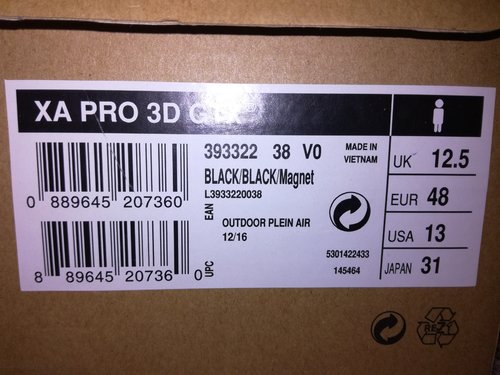 XA PRO 3D GTX
393322 38 V0
MADE IN
VIETNAM
BLACK/BLACK/Magnet
L3933220038
0 889645 207360
EAN
OUTDOOR PLEIN AIR
12/16
5301422433
145464
8 89645 20736 0
UPC
UK 12.5
EUR 48
USA 13
JAPAN 31
REZY